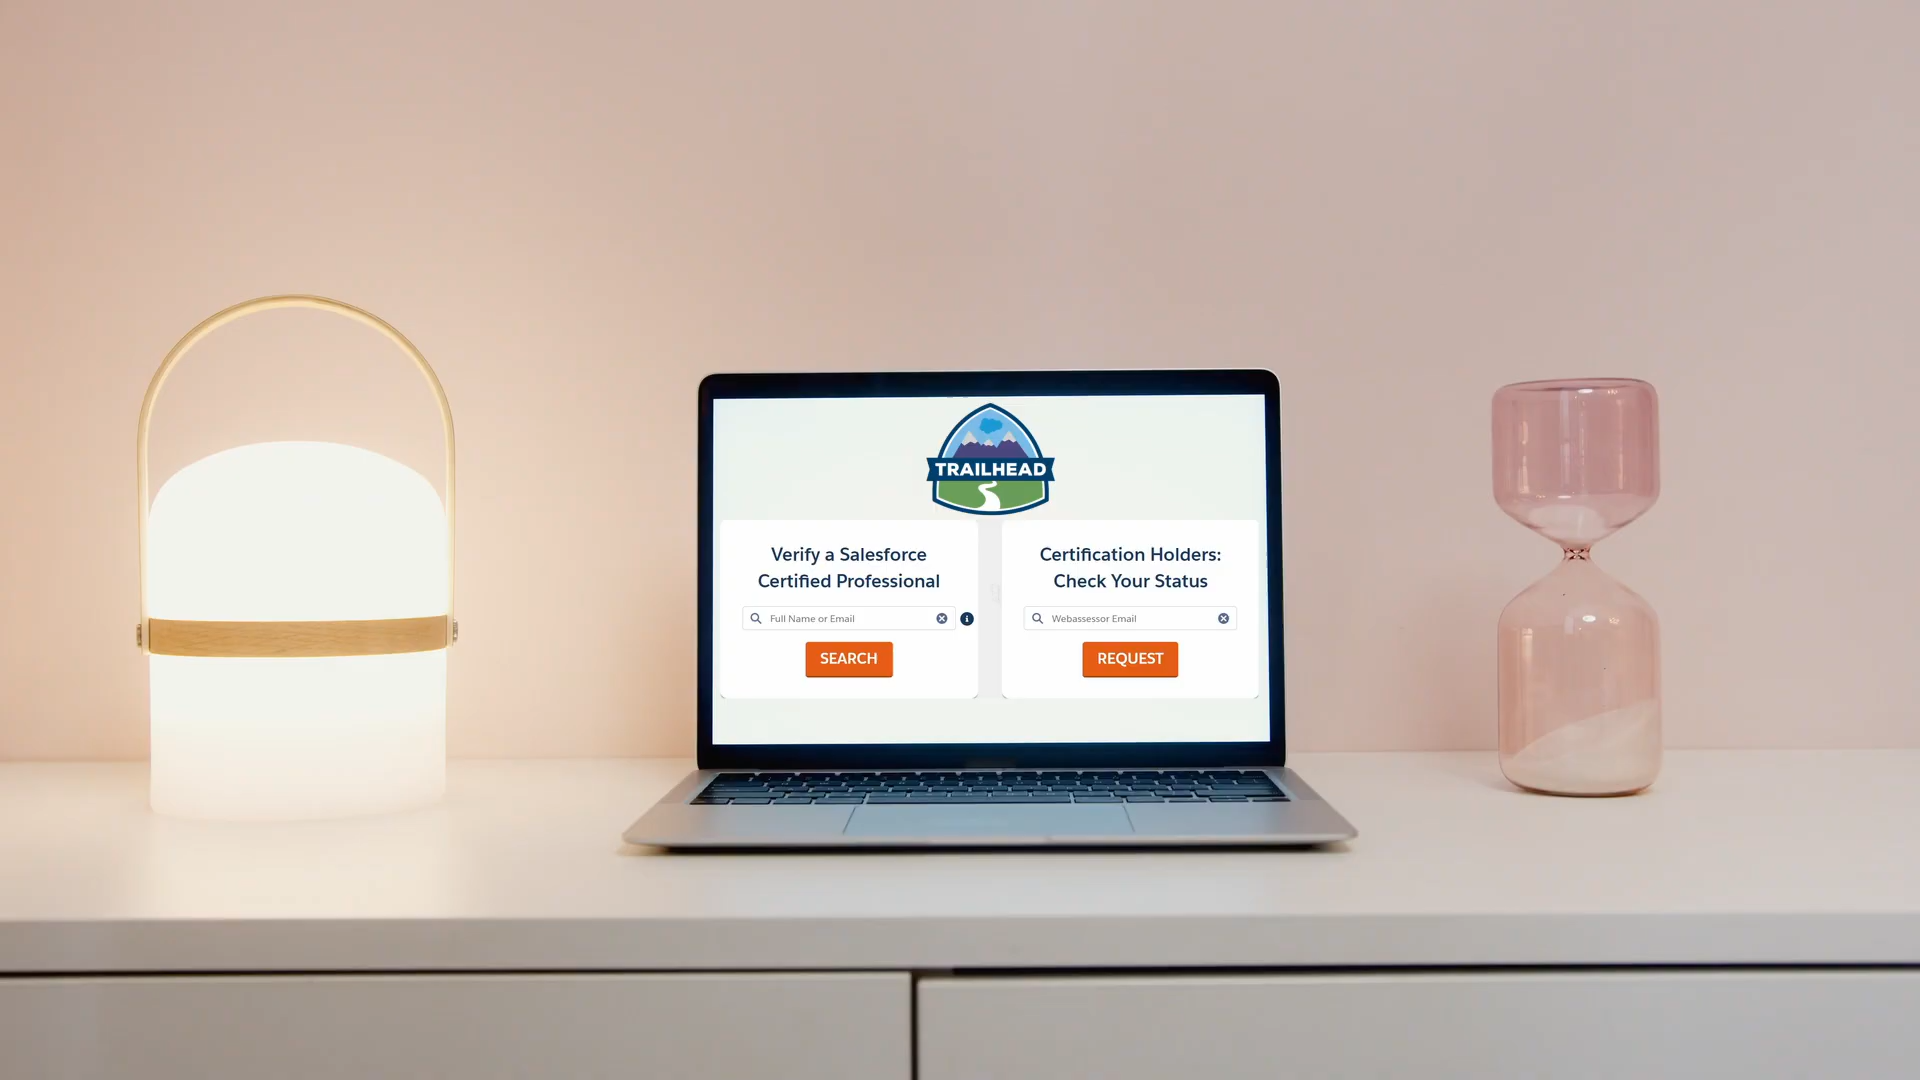 TRAILHEAD
Verify a Salesforce
Certified Professional
Full Name or Email
SEARCH
Certification Holders:
Check Your Status
Webassessor Email
REQUEST